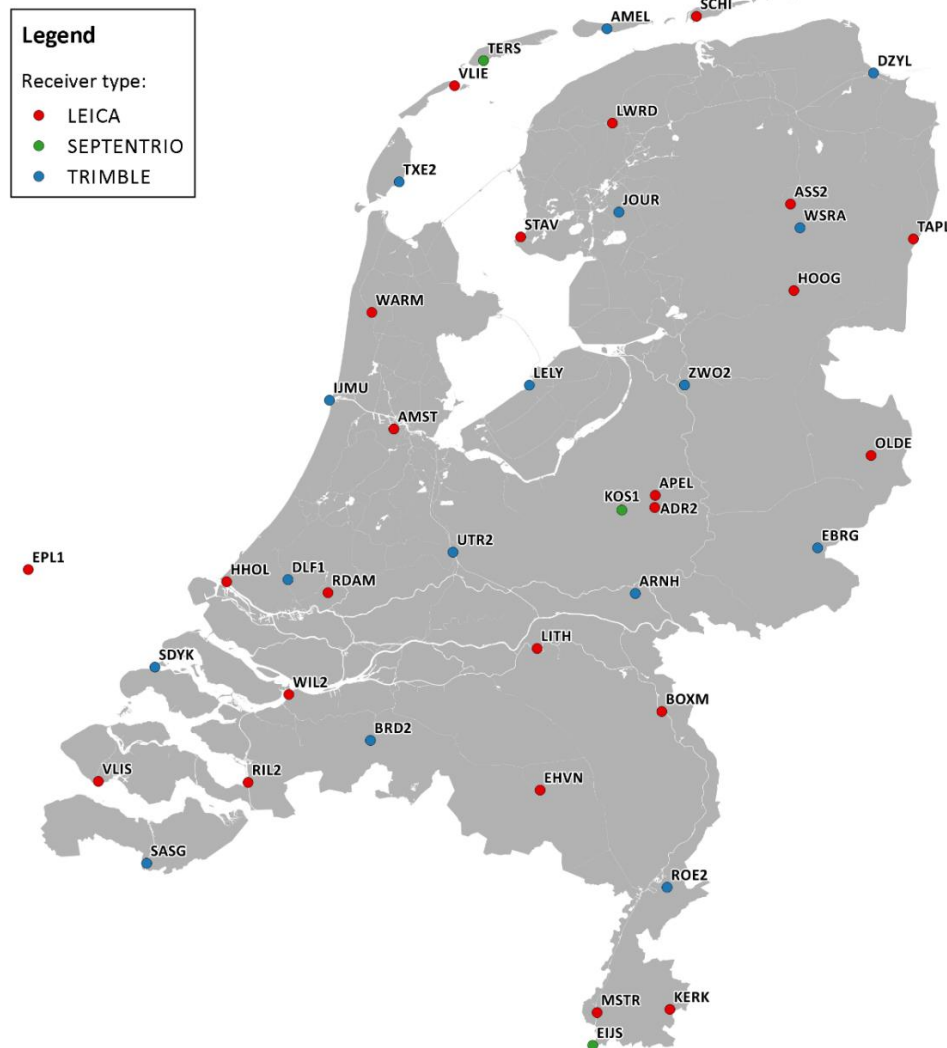 SCHI
AMEL
Legend
TERS
DZYL
Receiver type:
VLIE
LEICA
LWRD
SEPTENTRIO
TRIMBLE
TXE2
JOUR
ASS2
WSRA
STAV
TAPL
HOOG
WARM
LELY
ZWO2
IJMU
AMST
OLDE
APEL
KOS1
ADR2
UTR2
EBRG
EPL1
HHOL
DLF1
RDAM
ARNH
LITH
SDYK
WIL2
BOXM
BRD2
VLIS
RIL2
EHVN
SASG
ROE2
MSTR
KERK
EIJS